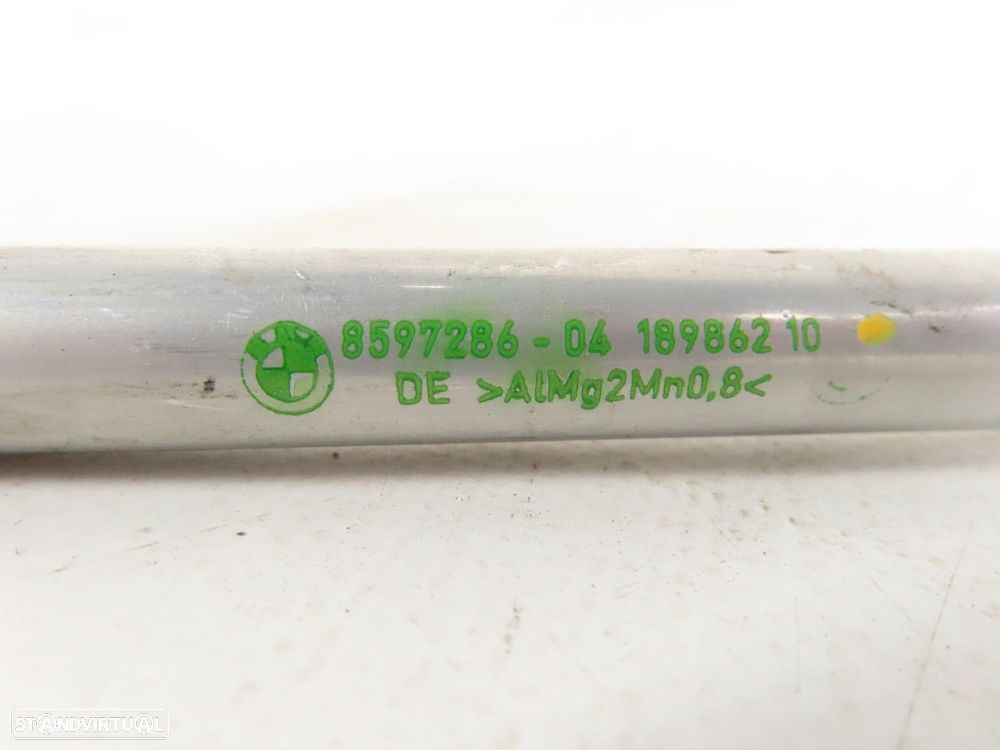 8597286-04 189862 10
DE >AlMg2Mn0,8<
STANDVIRTUAL